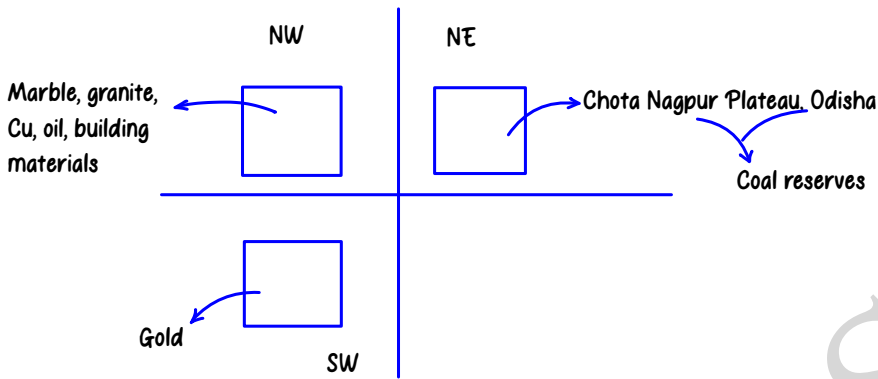 NW
NE
Marble, granite,
Cu, oil, building
materials
Chota Nagpur Plateau, Odisha
Coal reserves
Gold
SW